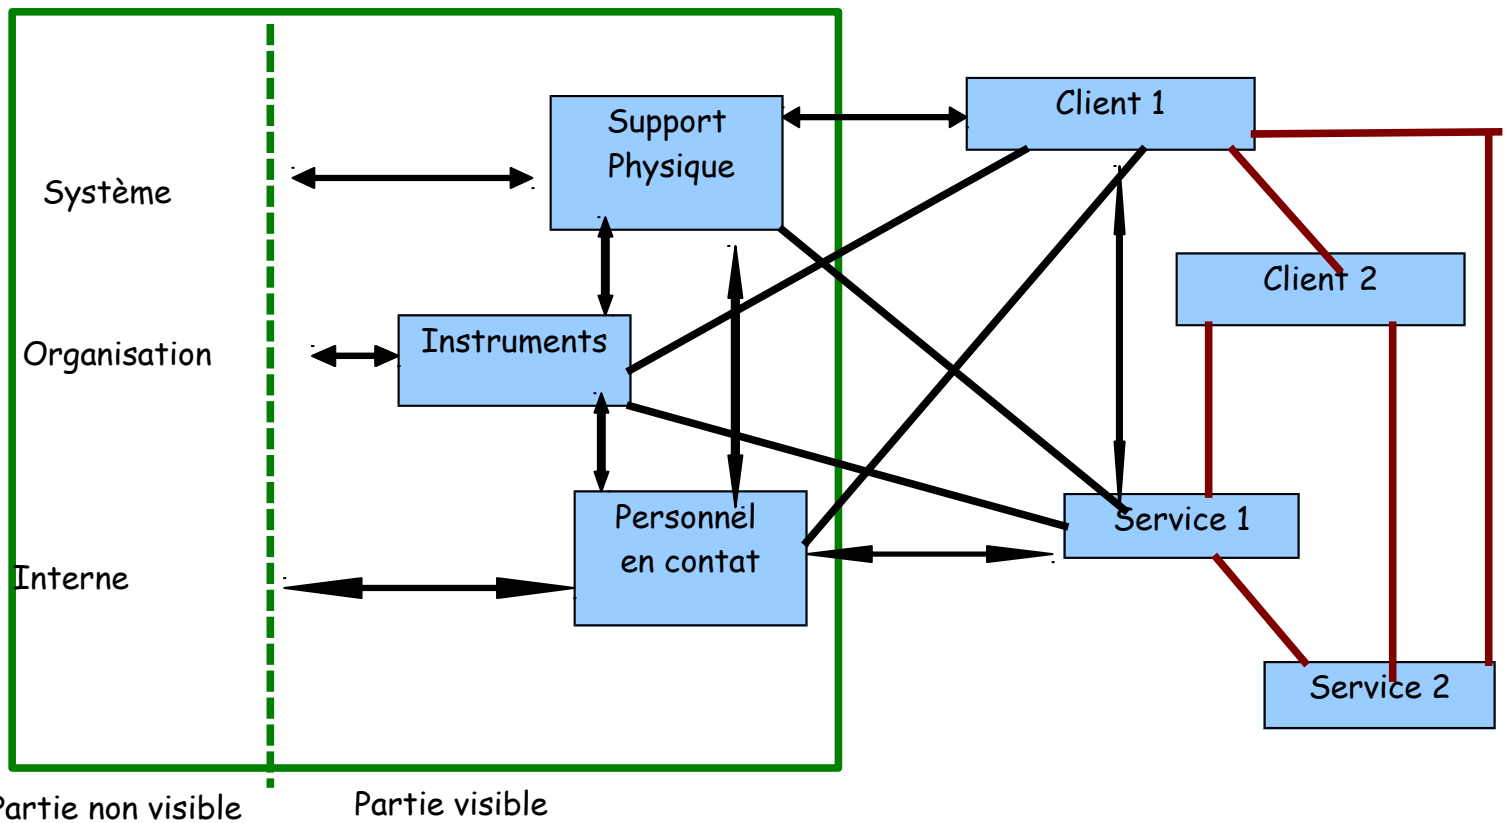 Client 1
Support
Physique
Système
Client 2
Instruments
Organisation
Personnel
en contat
Service 1
Interne
Service 2
Partie non visible
Partie visible